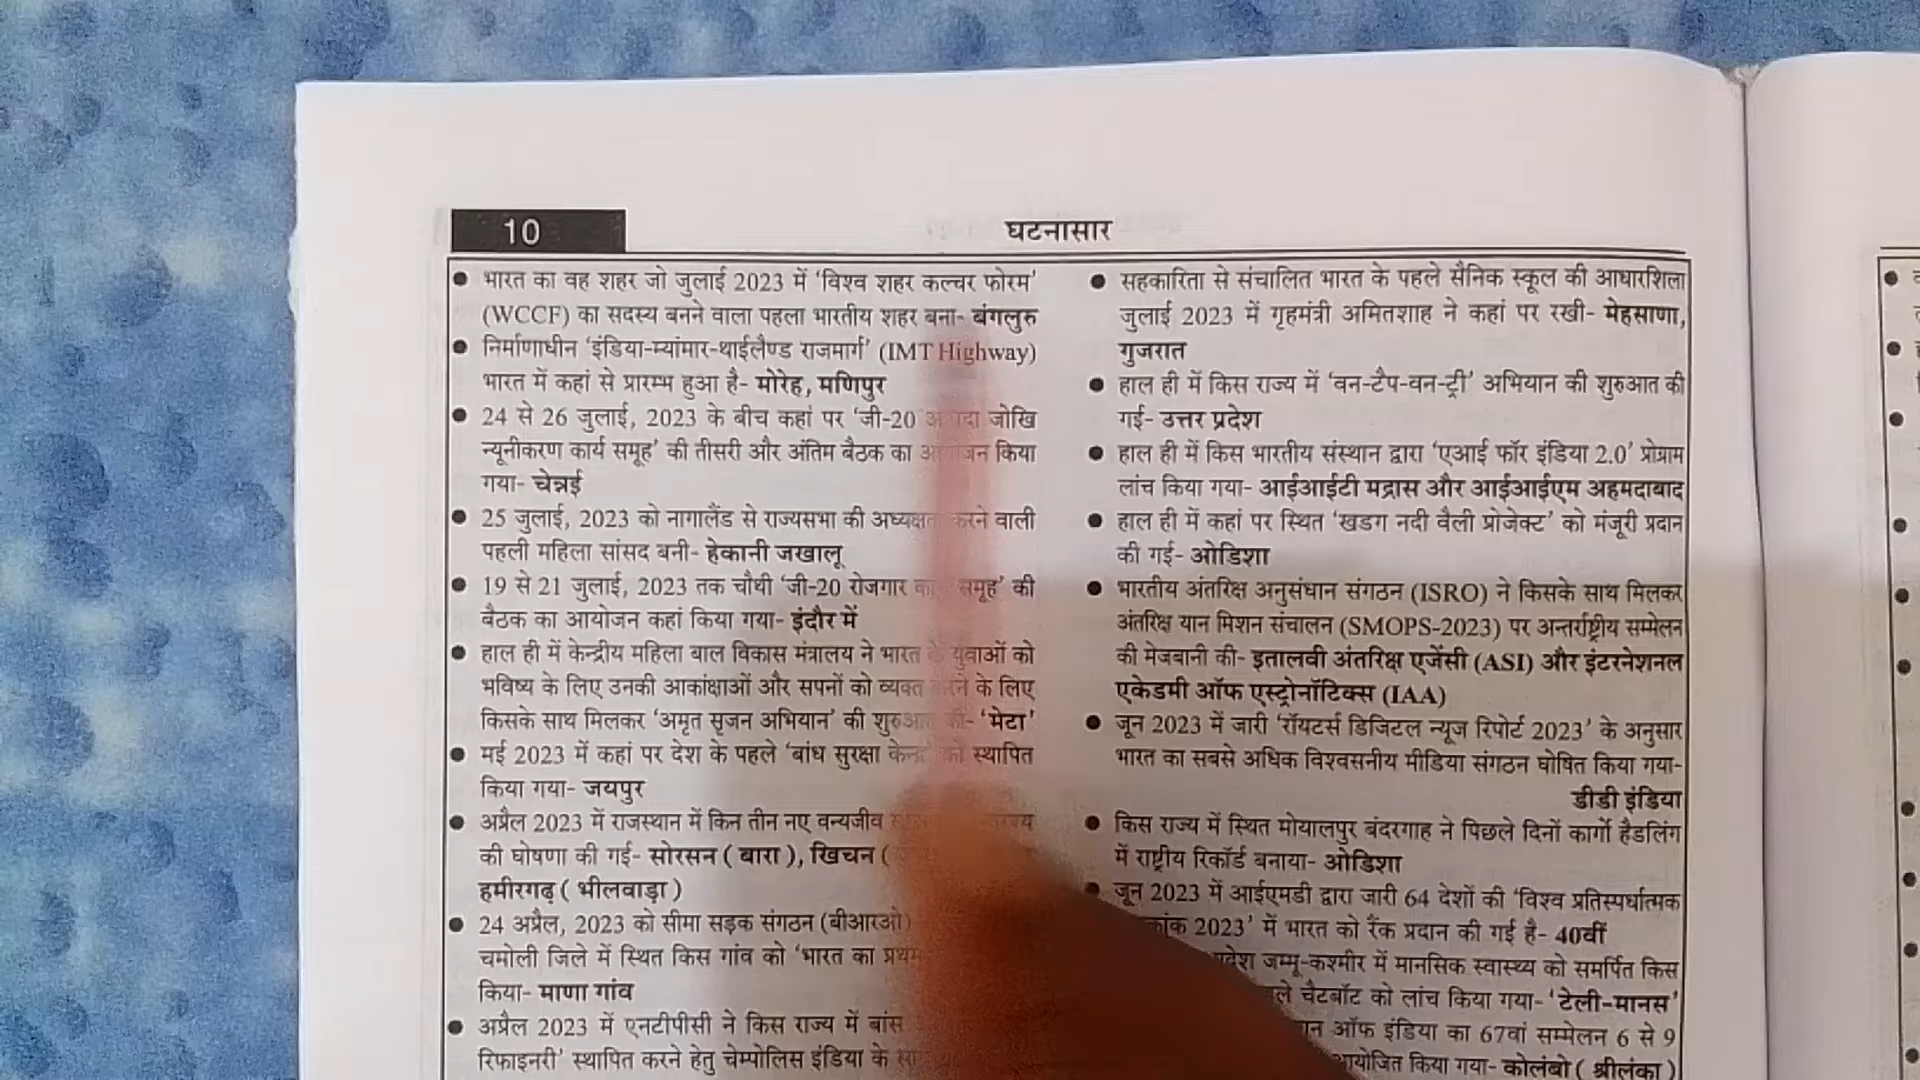 10
घटनासार
● भारत का वह शहर जो जुलाई 2023 में ‘विश्व शहर कल्चर फोरम’
(WCCF) का सदस्य बनने वाला पहला भारतीय शहर बना- बंगलुरु
● निर्माणाधीन ‘इंडिया-म्यांमार-थाईलैण्ड राजमार्ग’ (IMT Highway)
भारत में कहां से प्रारम्भ हुआ है- मोरेह, मणिपुर
● 24 से 26 जुलाई, 2023 के बीच कहां पर ‘जी-20 जोखि
न्यूनीकरण कार्य समूह’ की तीसरी और अंतिम बैठक का किया
गया- चेन्नई
● 25 जुलाई, 2023 को नागालैंड से राज्यसभा की करने वाली
पहली महिला सांसद बनी- हेकानी जखालू
● 19 से 21 जुलाई, 2023 तक चौथी ‘जी-20 रोजगार समूह’ की
बैठक का आयोजन कहां किया गया- इंदौर में
● हाल ही में केन्द्रीय महिला बाल विकास मंत्रालय ने भारत के युवाओं को
भविष्य के लिए उनकी आकांक्षाओं और सपनों को व्यक्त करने के लिए
किसके साथ मिलकर ‘अमृत सृजन अभियान’ की की- ‘मेटा’
● मई 2023 में कहां पर देश के पहले ‘बांध सुरक्षा स्थापित
किया गया- जयपुर
● अप्रैल 2023 में राजस्थान में किन तीन नए वन्यजीव
की घोषणा की गई- सोरसन ( बारा ), खिचन (
हमीरगढ़ ( भीलवाड़ा )
● 24 अप्रैल, 2023 को सीमा सड़क संगठन (बीआरओ)
चमोली जिले में स्थित किस गांव को ‘भारत का
किया- माणा गांव
● अप्रैल 2023 में एनटीपीसी ने किस राज्य में बांस
रिफाइनरी’ स्थापित करने हेतु चेम्पोलिस इंडिया के
● सहकारिता से संचालित भारत के पहले सैनिक स्कूल की आधारशिला
जुलाई 2023 में गृहमंत्री अमितशाह ने कहां पर रखी- मेहसाणा,
गुजरात
● हाल ही में किस राज्य में ‘वन-टैप-वन-ट्री’ अभियान की शुरुआत की
गई- उत्तर प्रदेश
● हाल ही में किस भारतीय संस्थान द्वारा ‘एआई फॉर इंडिया 2.0’ प्रोग्राम
लांच किया गया- आईआईटी मद्रास और आईआईएम अहमदाबाद
● हाल ही में कहां पर स्थित ‘खडग नदी वैली प्रोजेक्ट’ को मंजूरी प्रदान
की गई- ओडिशा
● भारतीय अंतरिक्ष अनुसंधान संगठन (ISRO) ने किसके साथ मिलकर
अंतरिक्ष यान मिशन संचालन (SMOPS-2023) पर अन्तर्राष्ट्रीय सम्मेलन
की मेजबानी की- इतालवी अंतरिक्ष एजेंसी (ASI) और इंटरनेशनल
एकेडमी ऑफ एस्ट्रोनॉटिक्स (IAA)
● जून 2023 में जारी ‘रॉयटर्स डिजिटल न्यूज रिपोर्ट 2023’ के अनुसार
भारत का सबसे अधिक विश्वसनीय मीडिया संगठन घोषित किया गया-
डीडी इंडिया
● किस राज्य में स्थित मोयालपुर बंदरगाह ने पिछले दिनों कार्गो हैडलिंग
में राष्ट्रीय रिकॉर्ड बनाया- ओडिशा
● जून 2023 में आईएमडी द्वारा जारी 64 देशों की ‘विश्व प्रतिस्पर्धात्मक
2023’ में भारत को रैंक प्रदान की गई है- 40वीं
जम्मू-कश्मीर में मानसिक स्वास्थ्य को समर्पित किस
चैटबॉट को लांच किया गया- ‘टेली-मानस’
ऑफ इंडिया का 67वां सम्मेलन 6 से 9
किया गया- कोलंबो ( श्रीलंका )